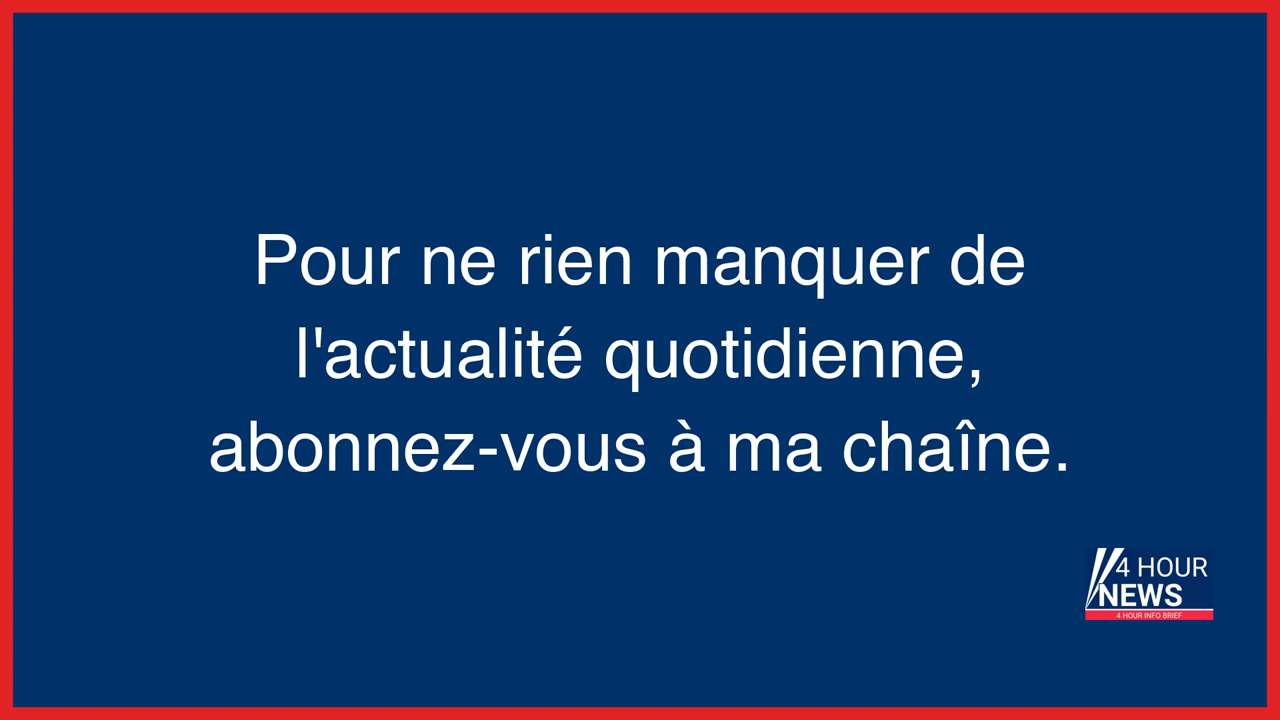 Pour ne rien manquer de
l'actualité quotidienne,
abonnez-vous à ma chaîne.
4 HOUR
NEWS
4 HOUR INFO BRIEF